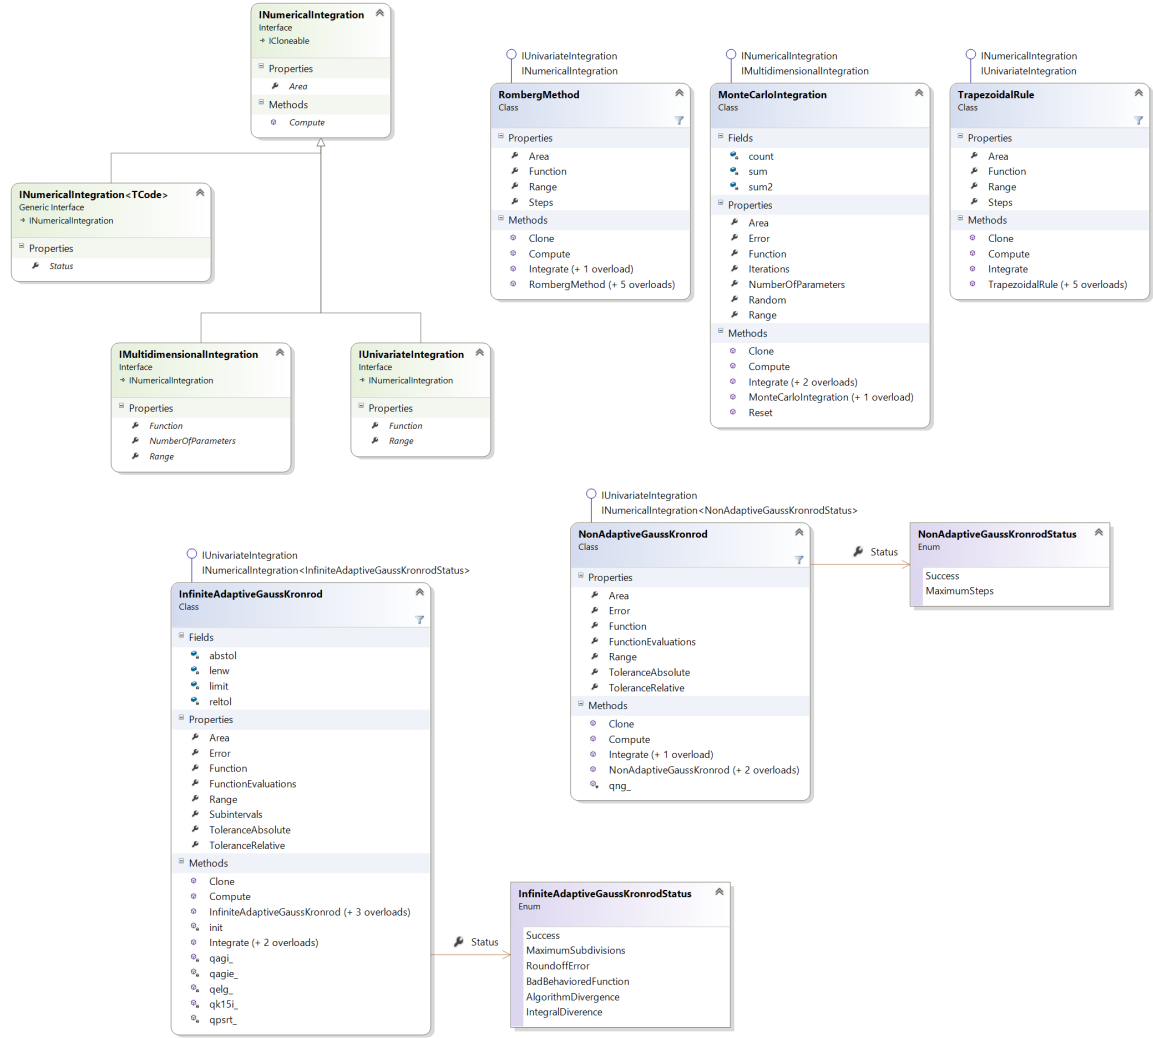 INumericalIntegration
Interface
ICloneable
Properties
Area
Methods
Compute
INumericalIntegration<TCode>
Generic Interface
INumericalIntegration
Properties
Status
IMultidimensionalIntegration
Interface
INumericalIntegration
Properties
Function
NumberOfParameters
Range
IUnivariateIntegration
Interface
INumericalIntegration
Properties
Function
Range
IUnivariateIntegration
INumericalIntegration
RombergMethod
Class
Properties
Area
Function
Range
Steps
Methods
Clone
Compute
Integrate (+ 1 overload)
RombergMethod (+ 5 overloads)
INumericalIntegration
IMultidimensionalIntegration
MonteCarloIntegration
Class
Fields
count
sum
sum2
Properties
Area
Error
Function
Iterations
NumberOfParameters
Random
Range
Methods
Clone
Compute
Integrate (+ 2 overloads)
MonteCarloIntegration (+ 1 overload)
Reset
INumericalIntegration
IUnivariateIntegration
TrapezoidalRule
Class
Properties
Area
Function
Range
Steps
Methods
Clone
Compute
Integrate
TrapezoidalRule (+ 5 overloads)
IUnivariateIntegration
INumericalIntegration<InfiniteAdaptiveGaussKronrodStatus>
InfiniteAdaptiveGaussKronrod
Class
Fields
abstol
lenw
limit
reltol
Properties
Area
Error
Function
FunctionEvaluations
Range
Subintervals
ToleranceAbsolute
ToleranceRelative
Methods
Clone
Compute
InfiniteAdaptiveGaussKronrod (+ 3 overloads)
init
Integrate (+ 2 overloads)
qagi_
qagie_
qelg_
qk15i_
qpsrt_
Status
InfiniteAdaptiveGaussKronrodStatus
Enum
Success
MaximumSubdivisions
RoundoffError
BadBehavioredFunction
AlgorithmDivergence
IntegralDiverence
IUnivariateIntegration
INumericalIntegration<NonAdaptiveGaussKronrodStatus>
NonAdaptiveGaussKronrod
Class
Properties
Area
Error
Function
FunctionEvaluations
Range
ToleranceAbsolute
ToleranceRelative
Methods
Clone
Compute
Integrate (+ 1 overload)
NonAdaptiveGaussKronrod (+ 2 overloads)
qng_
Status
NonAdaptiveGaussKronrodStatus
Enum
Success
MaximumSteps